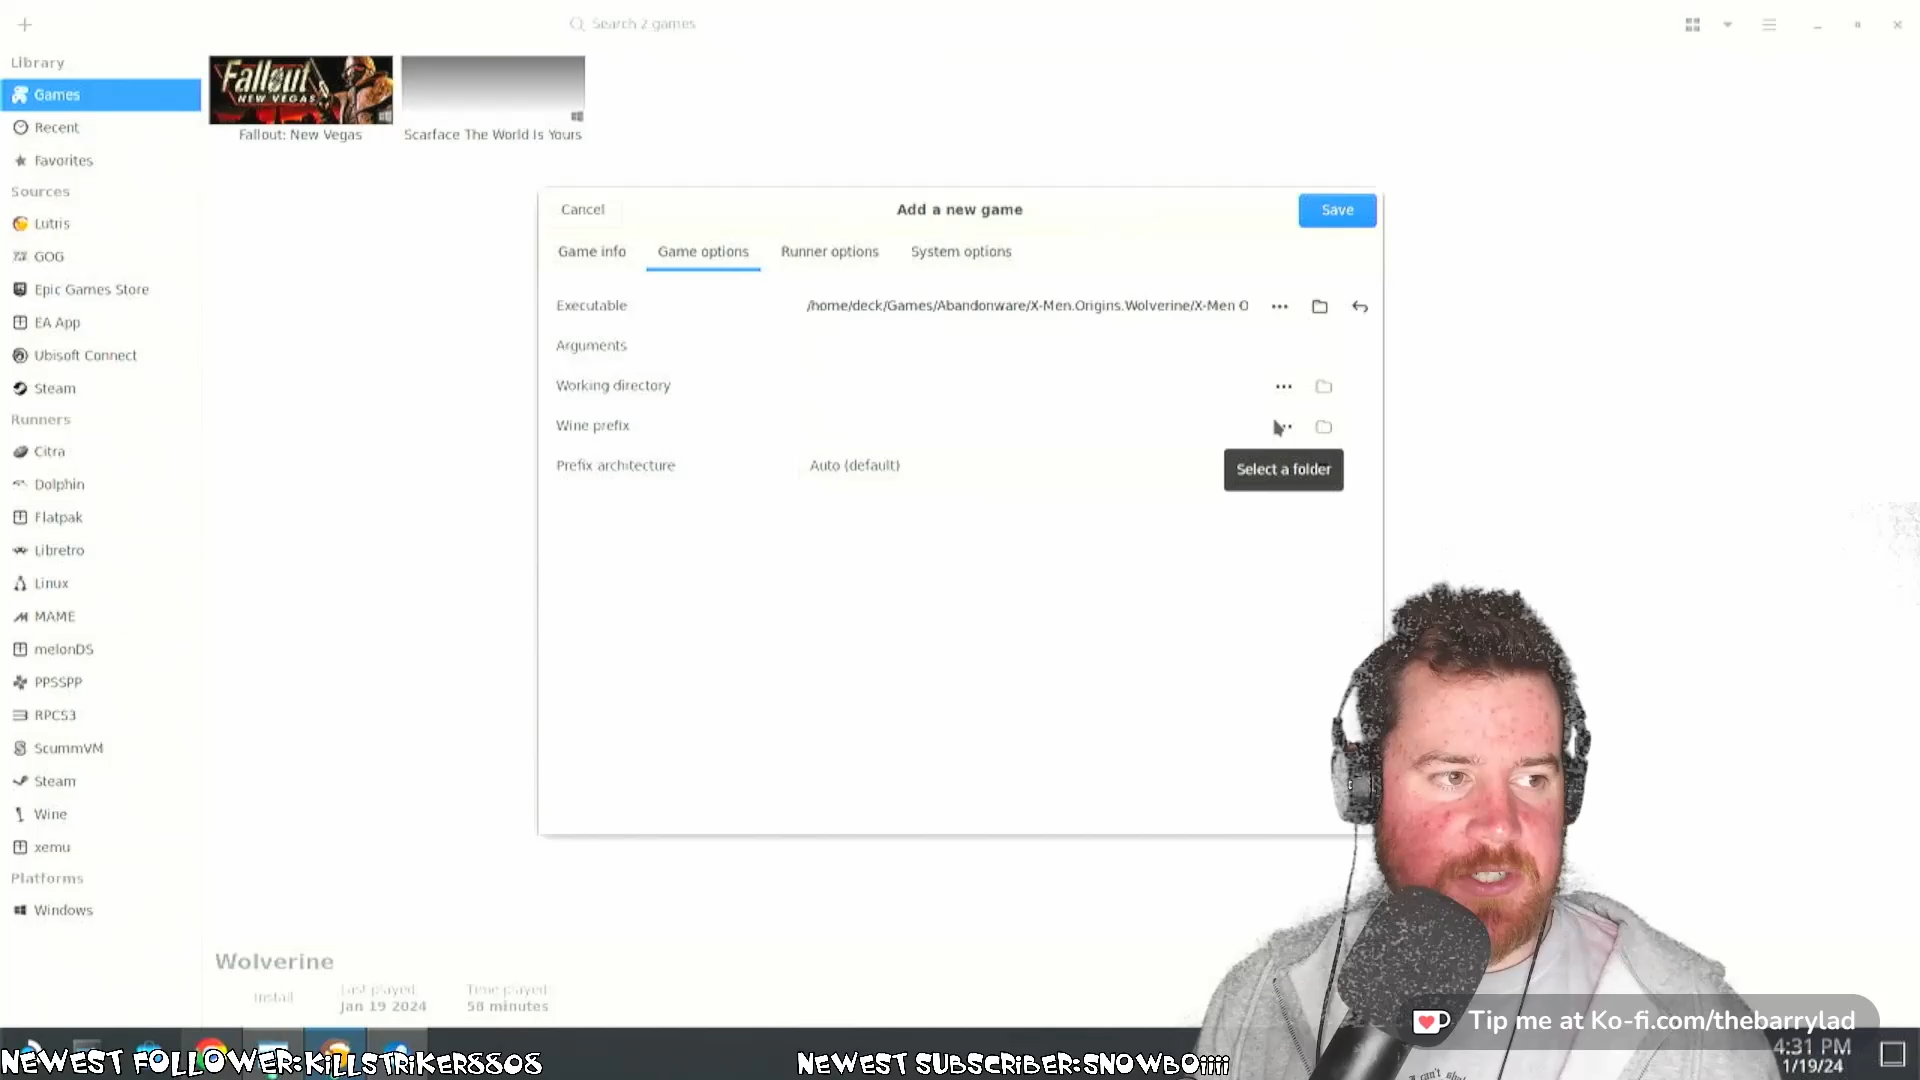 Search 2 games
Library
Games
Recent
Favorites
Sources
Lutris
GOG
Epic Games Store
EA App
Ubisoft Connect
Steam
Runners
Citra
Dolphin
Flatpak
Libretro
Linux
MAME
melonDS
PPSSPP
RPCS3
ScummVM
Steam
Wine
xemu
Platforms
Windows
Fallout
NEW VEGAS
Fallout: New Vegas
Scarface The World Is Yours
Cancel
Add a new game
Save
Game info
Game options
Runner options
System options
Executable
/home/deck/Games/Abandonware/X-Men.Origins.Wolverine/X-Men O
Arguments
Working directory
Wine prefix
Prefix architecture
Auto (default)
Select a folder
Wolverine
Install
Last played:
Jan 19 2024
Time played:
58 minutes
Tip me at Ko-fi.com/thebarrylad
4:31 PM
1/19/24
NEWEST FOLLOWER:KILLSTRIKER8808
NEWEST SUBSCRIBER:SNOWBOIIII